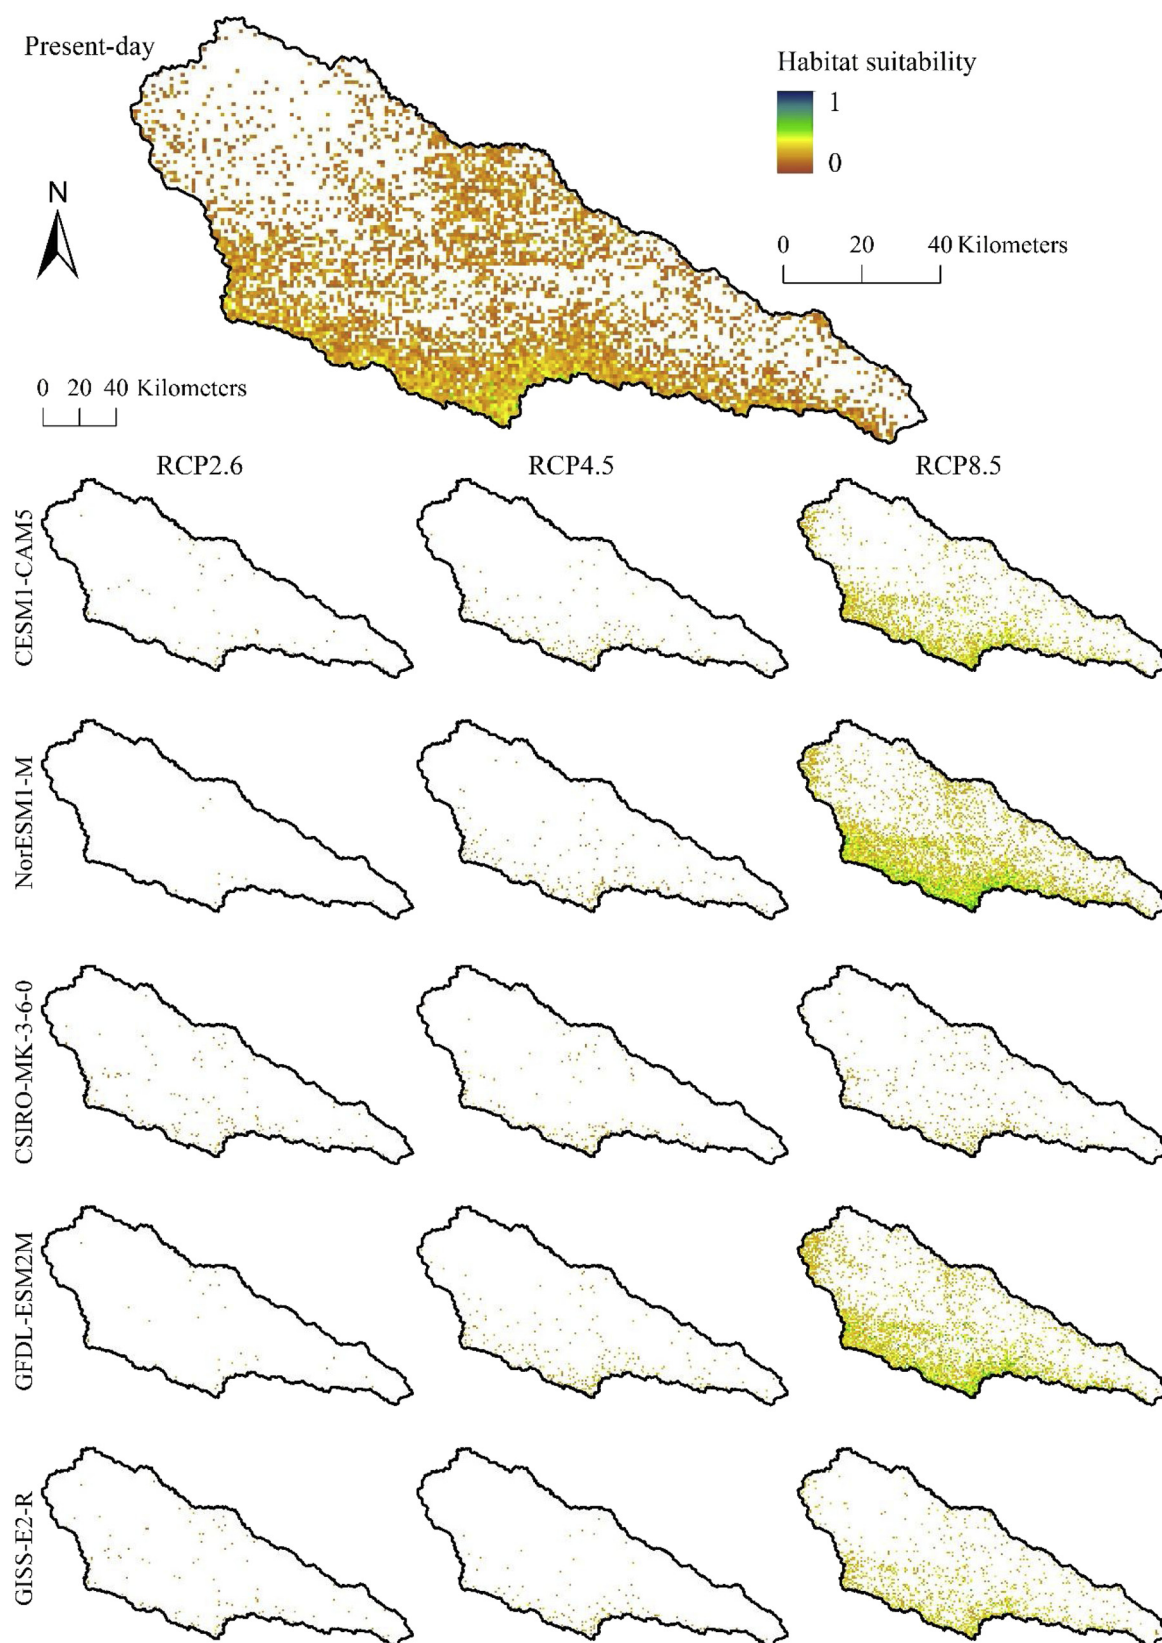 Present-day
Habitat suitability
1
0
N
0 20 40 Kilometers
0 20 40 Kilometers
RCP2.6 RCP4.5 RCP8.5
CESM1-CAM5
NorESM1-M
CSIRO-MK-3-6-0
GFDL-ESM2M
GISS-E2-R